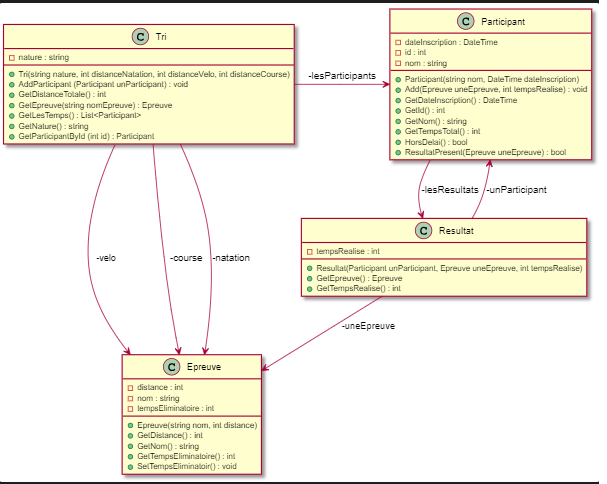 C Tri
nature : string
Tri(string nature, int distanceNatation, int distanceVelo, int distanceCourse)
AddParticipant (Participant unParticipant) : void
GetDistanceTotale() : int
GetEpreuve(string nomEpreuve) : Epreuve
GetLesTemps() : List<Participant>
GetNature() : string
GetParticipantById (int id) : Participant
-lesParticipants
C Participant
dateInscription : DateTime
id : int
nom : string
Participant(string nom, DateTime dateInscription)
Add(Epreuve uneEpreuve, int tempsRealise) : void
GetDateInscription() : DateTime
GetId() : int
GetNom() : string
GetTempsTotal() : int
HorsDelai() : bool
ResultatPresent(Epreuve uneEpreuve) : bool
-lesResultats
-unParticipant
C Resultat
tempsRealise : int
Resultat(Participant unParticipant, Epreuve uneEpreuve, int tempsRealise)
GetEpreuve() : Epreuve
GetTempsRealise() : int
-velo
-course
-natation
-uneEpreuve
C Epreuve
distance : int
nom : string
tempsEliminatoire : int
Epreuve(string nom, int distance)
GetDistance() : int
GetNom() : string
GetTempsEliminatoire() : int
SetTempsEliminatoir() : void